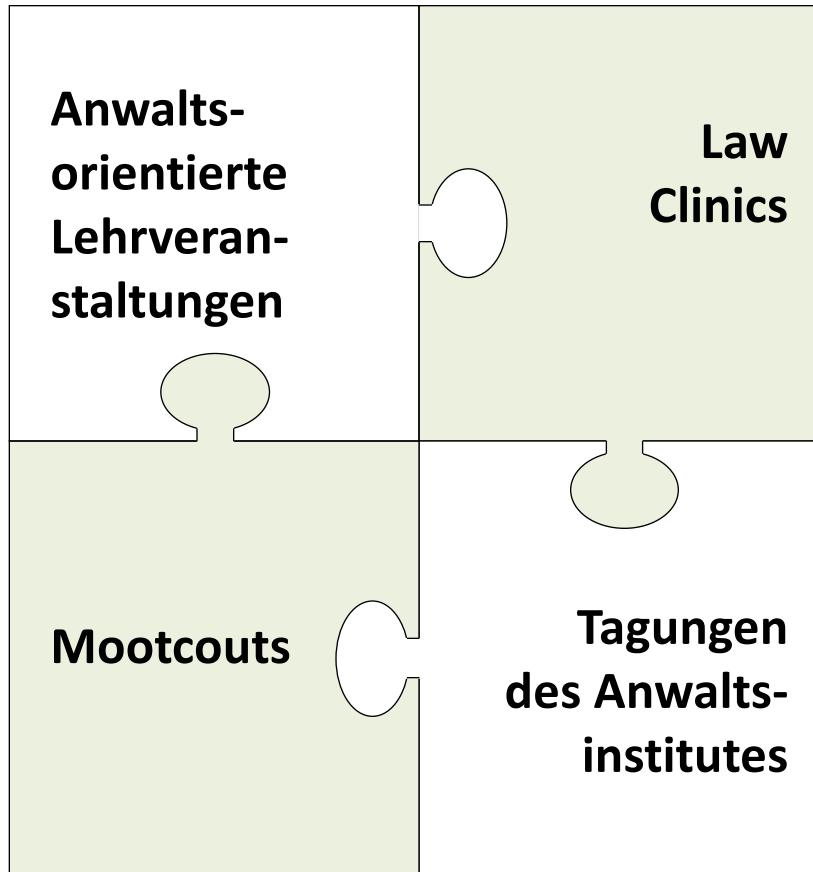 Anwalts-
orientierte
Lehrveran-
staltungen
Law
Clinics
Mootcouts
Tagungen
des Anwalts-
institutes